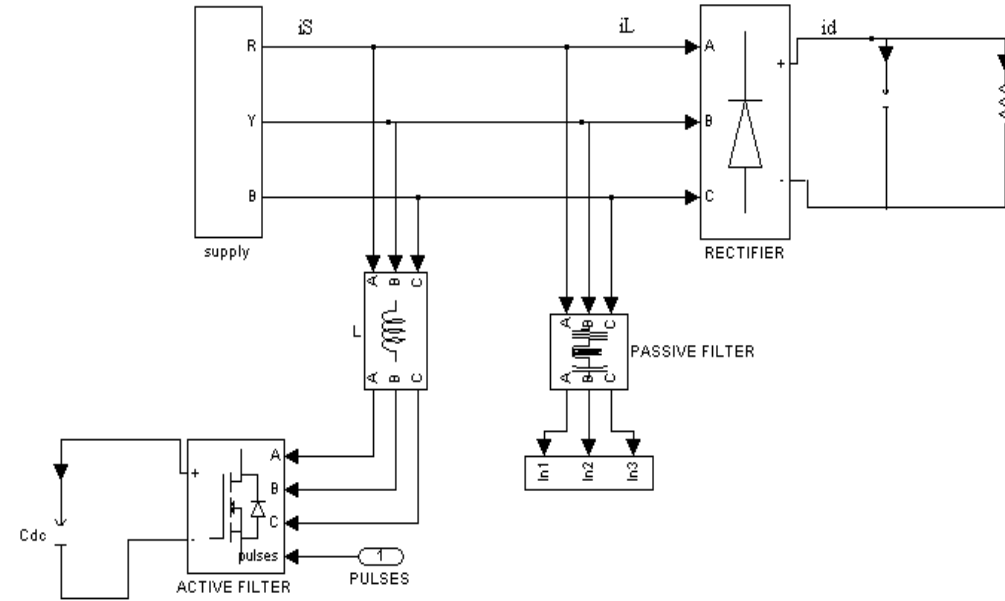 iS iL id
R A
+
Y B
-
B C
supply RECTIFIER
A B C
L
A B C
A B C
PASSIVE FILTER
A B C
In1 In2 In3
+ A
B
Cdc
C
-
pulses 1
ACTIVE FILTER PULSES